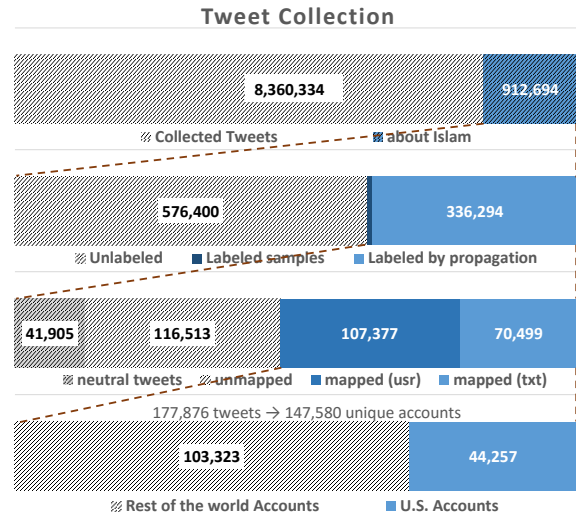 Tweet Collection
8,360,334 912,694
Collected Tweets about Islam
576,400 336,294
Unlabeled Labeled samples Labeled by propagation
41,905 116,513 107,377 70,499
neutral tweets unmapped mapped (usr) mapped (txt)
177,876 tweets → 147,580 unique accounts
103,323 44,257
Rest of the world Accounts U.S. Accounts